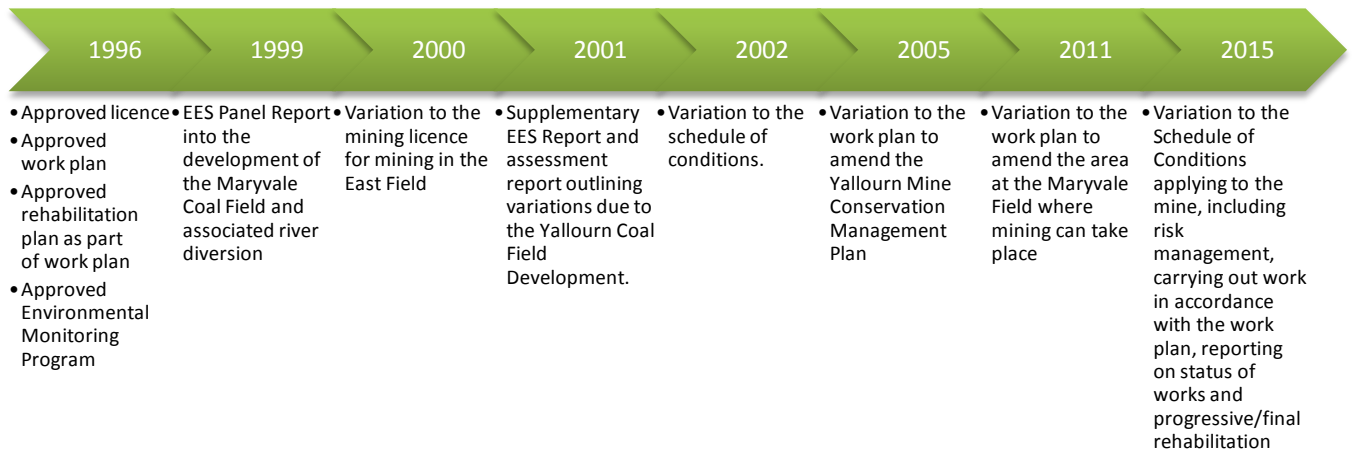 1996
1999
2000
2001
2002
2005
2011
2015
•Approved licence
•Approved
work plan
•Approved
rehabilitation
plan as part
of work plan
•Approved
Environmental
Monitoring
Program
•EES Panel Report
into the
development of
the Maryvale
Coal Field and
associated river
diversion
•Variation to the
mining licence
for mining in the
East Field
•Supplementary
EES Report and
assessment
report outlining
variations due to
the Yallourn Coal
Field
Development.
•Variation to the
schedule of
conditions.
•Variation to the
work plan to
amend the
Yallourn Mine
Conservation
Management
Plan
•Variation to the
work plan to
amend the area
at the Maryvale
Field where
mining can take
place
•Variation to the
Schedule of
Conditions
applying to the
mine, including
risk
management,
carrying out work
in accordance
with the work
plan, reporting
on status of
works and
progressive/final
rehabilitation